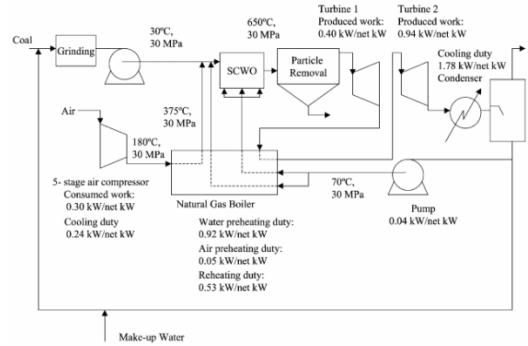 Coal
Grinding
30ºC,
30 MPa
650ºC,
30 MPa
SCWO
Particle
Removal
Turbine 1
Produced work:
0.40 kW/net kW
Turbine 2
Produced work:
0.94 kW/net kW
Cooling duty
1.78 kW/net kW
Condenser
Air
180ºC,
30 MPa
375ºC,
30 MPa
70ºC,
30 MPa
5- stage air compressor
Consumed work:
0.30 kW/net kW
Cooling duty
0.24 kW/net kW
Natural Gas Boiler
Water preheating duty:
0.92 kW/net kW
Air preheating duty:
0.05 kW/net kW
Reheating duty:
0.53 kW/net kW
Pump
0.04 kW/net kW
Make-up Water